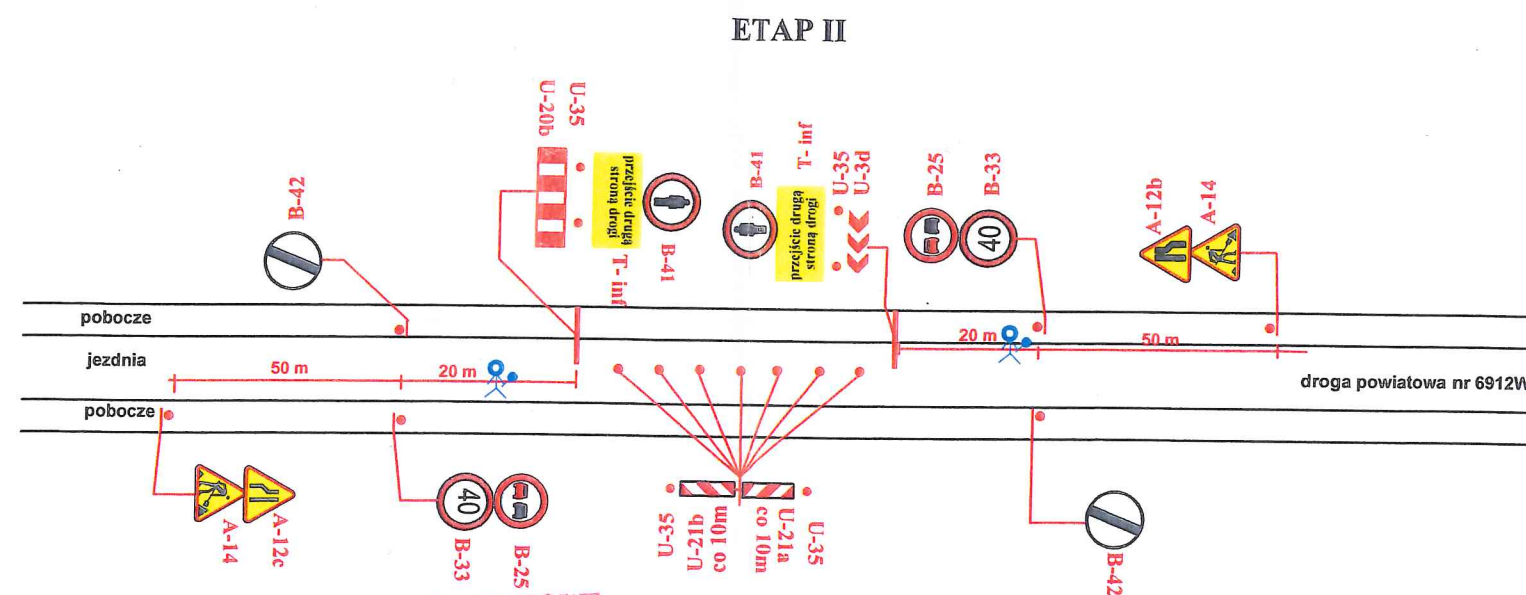 ETAP II
U-20b
U-35
B-42
przejście drugą
stroną drogi
T- inf
B-41
B-41
T- inf
przejście drugą
stroną drogi
U-35
U-3d
B-25
B-33
40
A-12b
A-14
pobocze
20 m
50 m
jezdnia
50 m
20 m
droga powiatowa nr 6912W
pobocze
A-14
A-12c
40
B-33
B-25
U-35
U-21b
co 10m
U-21a
co 10m
U-35
B-42